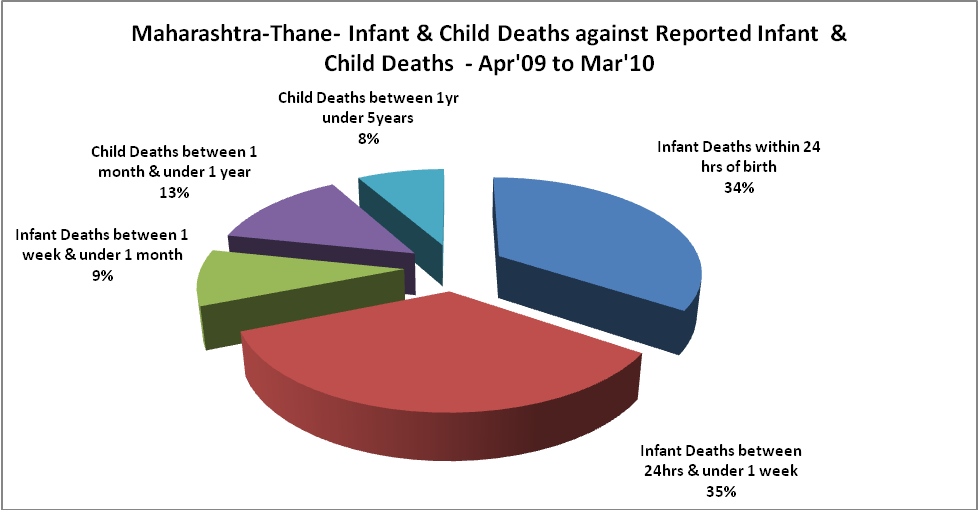 Maharashtra-Thane- Infant & Child Deaths against Reported Infant &
Child Deaths - Apr'09 to Mar'10
Child Deaths between 1yr
under 5years
8%
Infant Deaths within 24
hrs of birth
34%
Child Deaths between 1
month & under 1 year
13%
Infant Deaths between 1
week & under 1 month
9%
Infant Deaths between
24hrs & under 1 week
35%